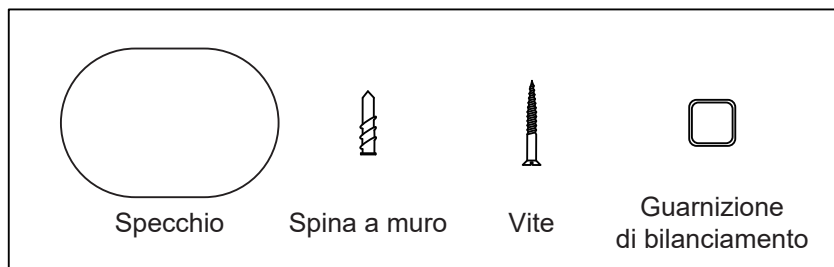 Specchio
Spina a muro
Vite
Guarnizione
di bilanciamento